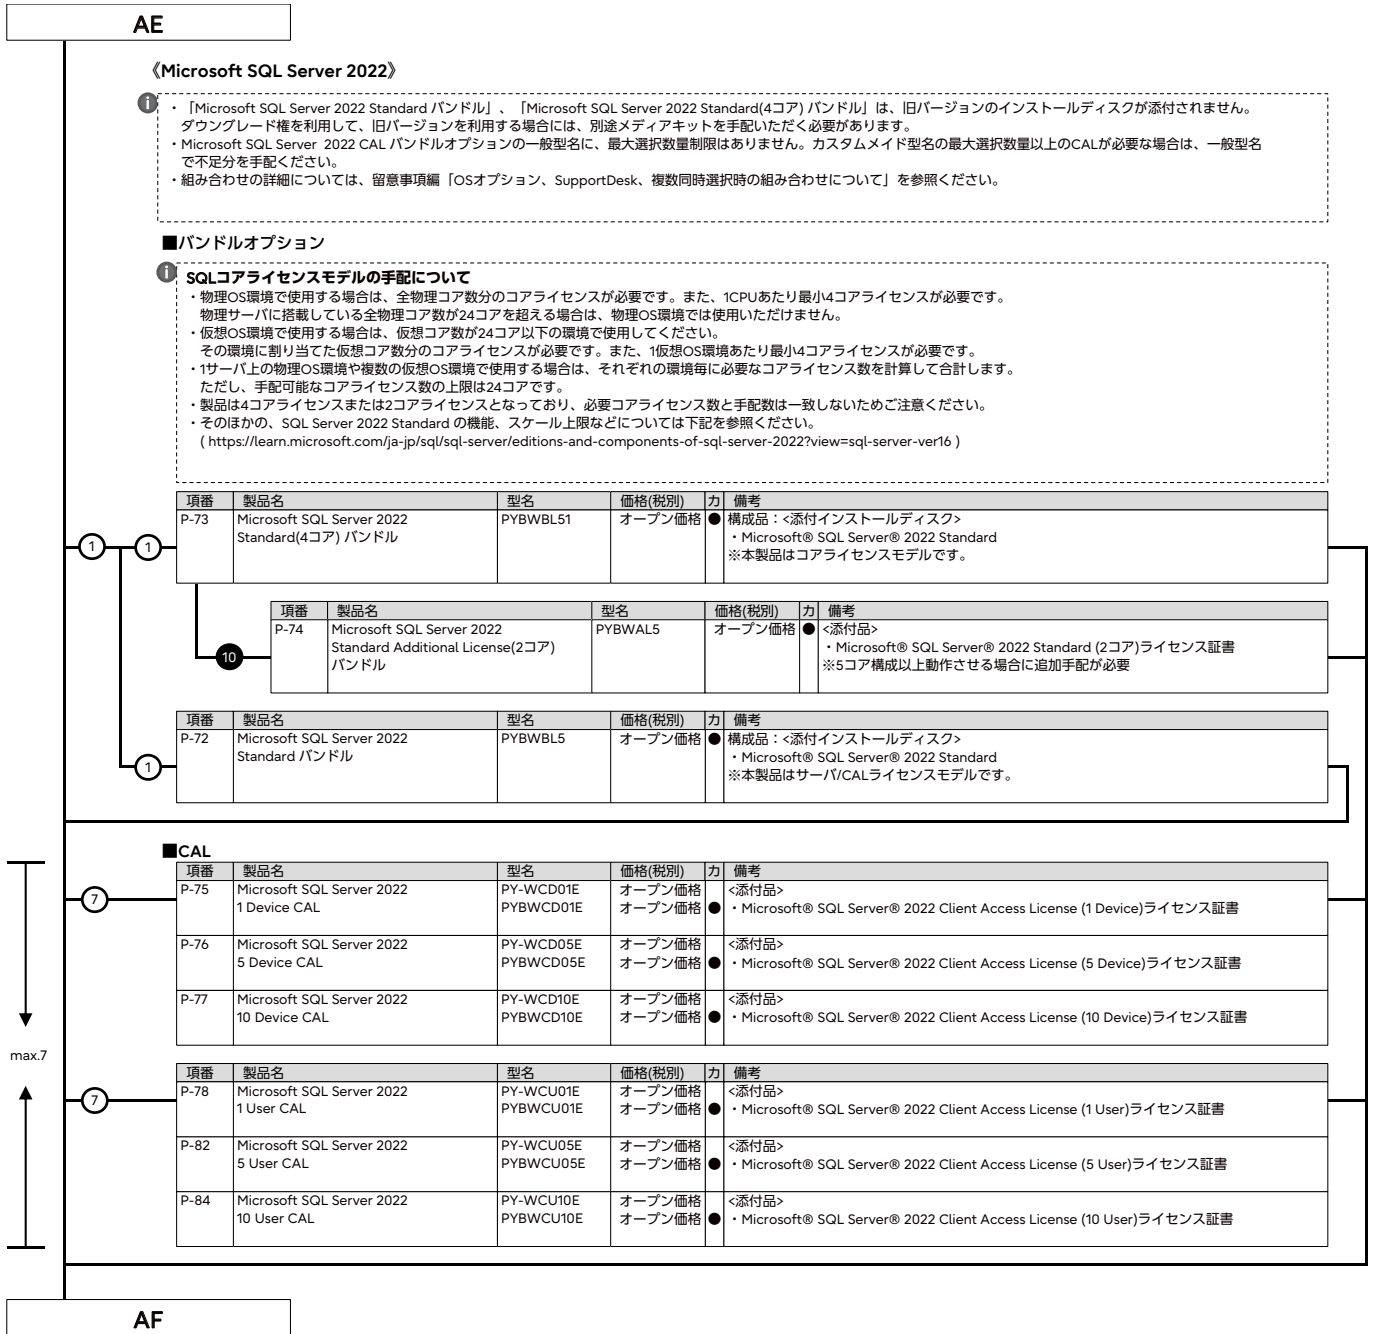 AE
《Microsoft SQL Server 2022》
i
・「Microsoft SQL Server 2022 Standard バンドル」、「Microsoft SQL Server 2022 Standard(4コア) バンドル」は、旧バージョンのインストールディスクが添付されません。
ダウングレード権を利用して、旧バージョンを利用する場合には、別途メディアキットを手配いただく必要があります。
・Microsoft SQL Server 2022 CAL バンドルオプションの一般型名に、最大選択数量制限はありません。カスタムメイド型名の最大選択数量以上のCALが必要な場合は、一般型名
で不足分を手配ください。
・組み合わせの詳細については、留意事項編「OSオプション、SupportDesk、複数同時選択時の組み合わせについて」を参照ください。
■バンドルオプション
i
SQLコアライセンスモデルの手配について
・物理OS環境で使用する場合は、全物理コア数分のコアライセンスが必要です。また、1CPUあたり最小4コアライセンスが必要です。
物理サーバに搭載している全物理コア数が24コアを超える場合は、物理OS環境では使用いただけません。
・仮想OS環境で使用する場合は、仮想コア数が24コア以下の環境で使用してください。
その環境に割り当てた仮想コア数分のコアライセンスが必要です。また、1仮想OS環境あたり最小4コアライセンスが必要です。
・1サーバ上の物理OS環境や複数の仮想OS環境で使用する場合は、それぞれの環境毎に必要なコアライセンス数を計算して合計します。
ただし、手配可能なコアライセンス数の上限は24コアです。
・製品は4コアライセンスまたは2コアライセンスとなっており、必要コアライセンス数と手配数は一致しないためご注意ください。
・そのほかの、SQL Server 2022 Standard の機能、スケール上限などについては下記を参照ください。
( https://learn.microsoft.com/ja-jp/sql/sql-server/editions-and-components-of-sql-server-2022?view=sql-server-ver16 )
項番 製品名 型名 価格(税別) カ 備考
1 1 P-73 Microsoft SQL Server 2022 PYBWBL51 オープン価格 ● 構成品：<添付インストールディスク>
Standard(4コア) バンドル ・Microsoft® SQL Server® 2022 Standard
※本製品はコアライセンスモデルです。
項番 製品名 型名 価格(税別) カ 備考
P-74 Microsoft SQL Server 2022 PYBWAL5 オープン価格 ● <添付品>
10 Standard Additional License(2コア) ・Microsoft® SQL Server® 2022 Standard (2コア)ライセンス証書
バンドル ※5コア構成以上動作させる場合に追加手配が必要
項番 製品名 型名 価格(税別) カ 備考
P-72 Microsoft SQL Server 2022 PYBWBL5 オープン価格 ● 構成品：<添付インストールディスク>
1 Standard バンドル ・Microsoft® SQL Server® 2022 Standard
※本製品はサーバ/CALライセンスモデルです。
■CAL
項番 製品名 型名 価格(税別) カ 備考
7 P-75 Microsoft SQL Server 2022 PY-WCD01E オープン価格 <添付品>
1 Device CAL PYBWCD01E オープン価格 ● ・Microsoft® SQL Server® 2022 Client Access License (1 Device)ライセンス証書
P-76 Microsoft SQL Server 2022 PY-WCD05E オープン価格 <添付品>
5 Device CAL PYBWCD05E オープン価格 ● ・Microsoft® SQL Server® 2022 Client Access License (5 Device)ライセンス証書
P-77 Microsoft SQL Server 2022 PY-WCD10E オープン価格 <添付品>
10 Device CAL PYBWCD10E オープン価格 ● ・Microsoft® SQL Server® 2022 Client Access License (10 Device)ライセンス証書
max.7
項番 製品名 型名 価格(税別) カ 備考
7 P-78 Microsoft SQL Server 2022 PY-WCU01E オープン価格 <添付品>
1 User CAL PYBWCU01E オープン価格 ● ・Microsoft® SQL Server® 2022 Client Access License (1 User)ライセンス証書
P-82 Microsoft SQL Server 2022 PY-WCU05E オープン価格 <添付品>
5 User CAL PYBWCU05E オープン価格 ● ・Microsoft® SQL Server® 2022 Client Access License (5 User)ライセンス証書
P-84 Microsoft SQL Server 2022 PY-WCU10E オープン価格 <添付品>
10 User CAL PYBWCU10E オープン価格 ● ・Microsoft® SQL Server® 2022 Client Access License (10 User)ライセンス証書
AF